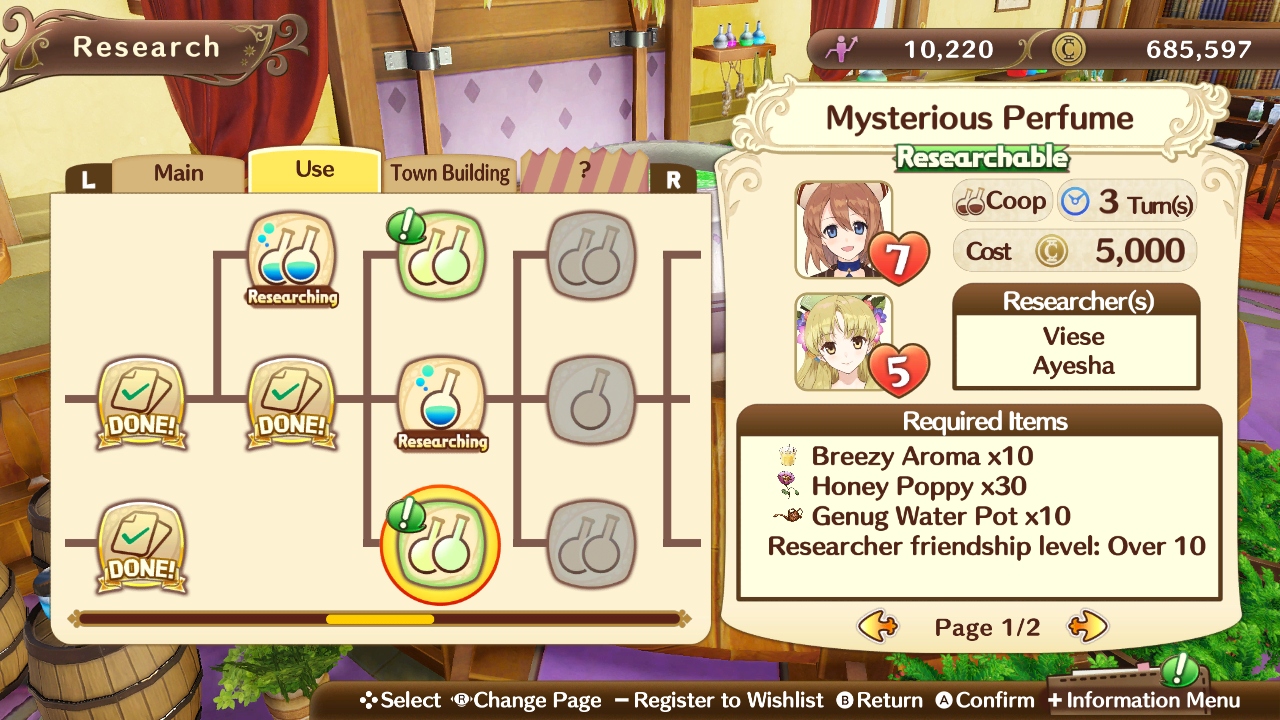 Research
10,220
685,597
L
Main
Use
Town Building
?
R
Researching
DONE!
DONE!
Researching
DONE!
Mysterious Perfume
Researchable
7
Coop
3 Turn(s)
Cost
5,000
5
Researcher(s)
Viese
Ayesha
Required Items
Breezy Aroma x10
Honey Poppy x30
Genug Water Pot x10
Researcher friendship level: Over 10
Page 1/2
Select
R Change Page
Register to Wishlist
B Return
A Confirm
+ Information Menu